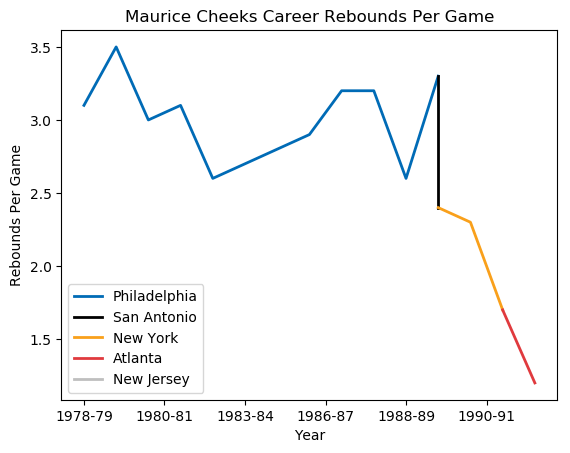 Maurice Cheeks Career Rebounds Per Game
3.5
3.0
2.5
2.0
1.5
Rebounds Per Game
Philadelphia
San Antonio
New York
Atlanta
New Jersey
1978-79 1980-81 1983-84 1986-87 1988-89 1990-91
Year